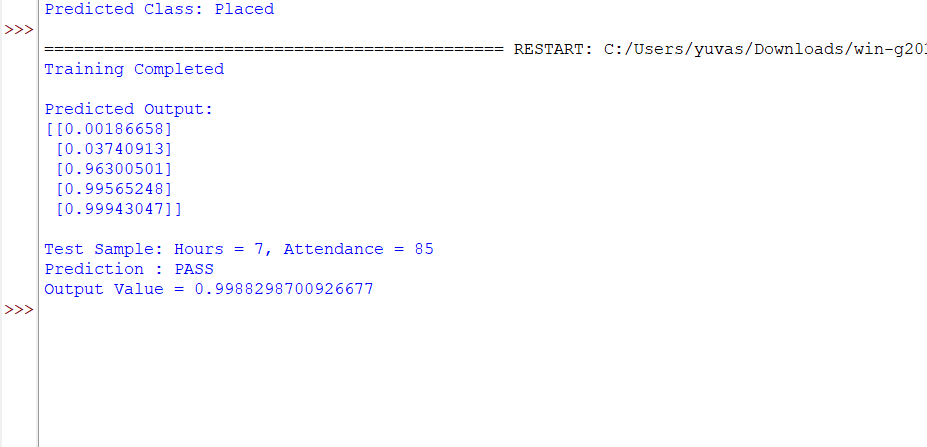 Predicted Class: Placed
>>>
============================================== RESTART: C:/Users/yuvas/Downloads/win-g201
Training Completed
Predicted Output:
[[0.00186658]
[0.03740913]
[0.96300501]
[0.99565248]
[0.99943047]]
Test Sample: Hours = 7, Attendance = 85
Prediction : PASS
Output Value = 0.9988298700926677
>>>